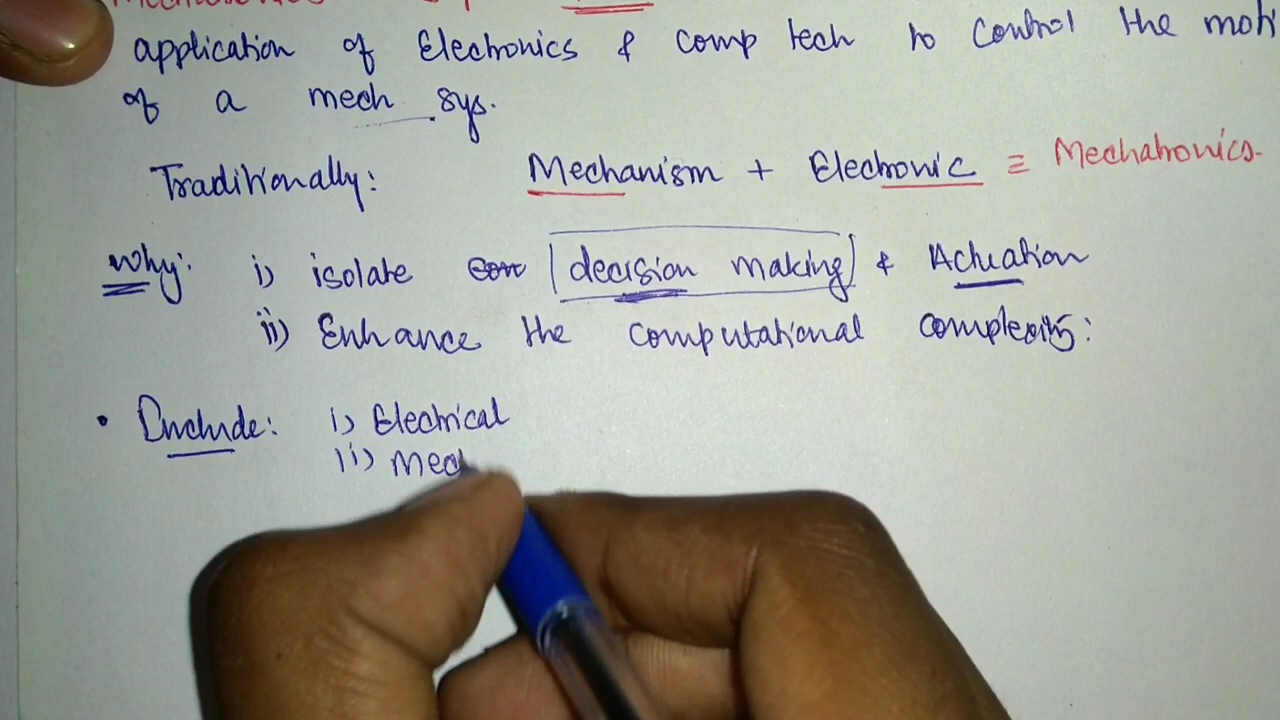 application of Electronics & comp tech to control the moti
of a mech sys.
Traditionally: Mechanism + Electronic ≡ Mechatronics.
Why: i) isolate decision making & Actuation
ii) Enhance the computational complexity:
• Include: i) Electrical
ii) Mec